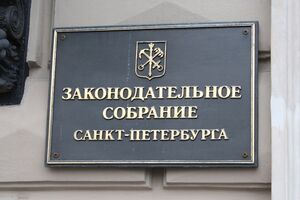 ЗАКОНОДАТЕЛЬНОЕ
СОБРАНИЕ
САНКТ-ПЕТЕРБУРГА